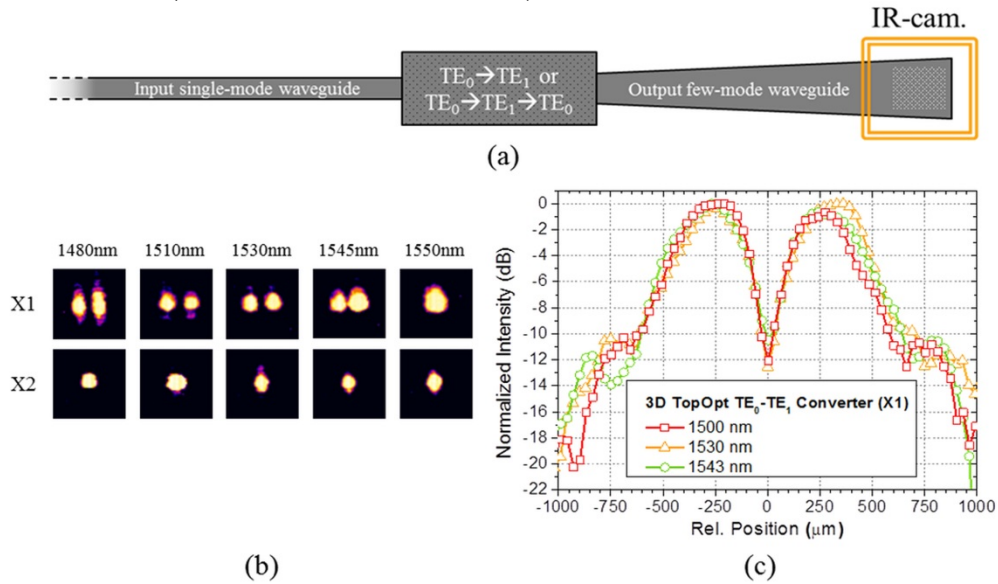 IR-cam.
Input single-mode waveguide
TE₀→TE₁ or
TE₀→TE₁→TE₀
Output few-mode waveguide
(a)
1480nm 1510nm 1530nm 1545nm 1550nm
X1
X2
(b)
Normalized Intensity (dB)
0
-2
-4
-6
-8
-10
-12
-14
-16
-18
-20
-22
3D TopOpt TE₀-TE₁ Converter (X1)
1500 nm
1530 nm
1543 nm
-1000 -750 -500 -250 0 250 500 750 1000
Rel. Position (μm)
(c)